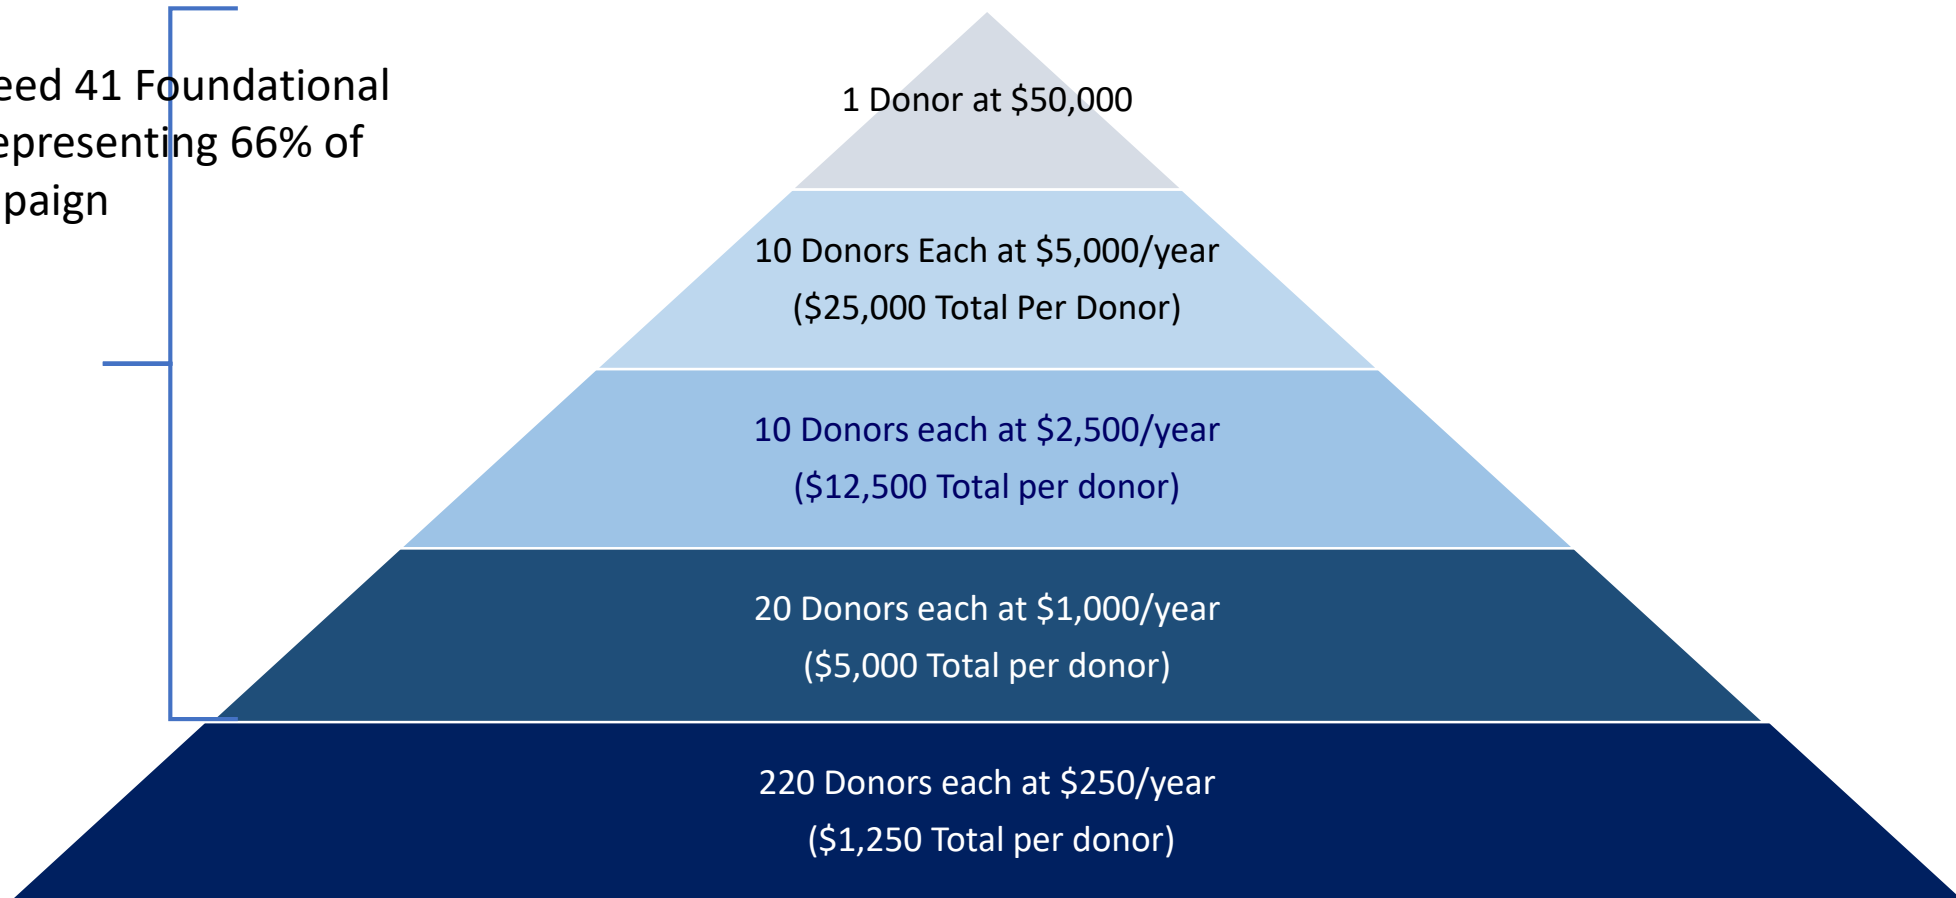 eed 41 Foundational
epresenting 66% of
paign
1 Donor at $50,000
10 Donors Each at $5,000/year
($25,000 Total Per Donor)
10 Donors each at $2,500/year
($12,500 Total per donor)
20 Donors each at $1,000/year
($5,000 Total per donor)
220 Donors each at $250/year
($1,250 Total per donor)